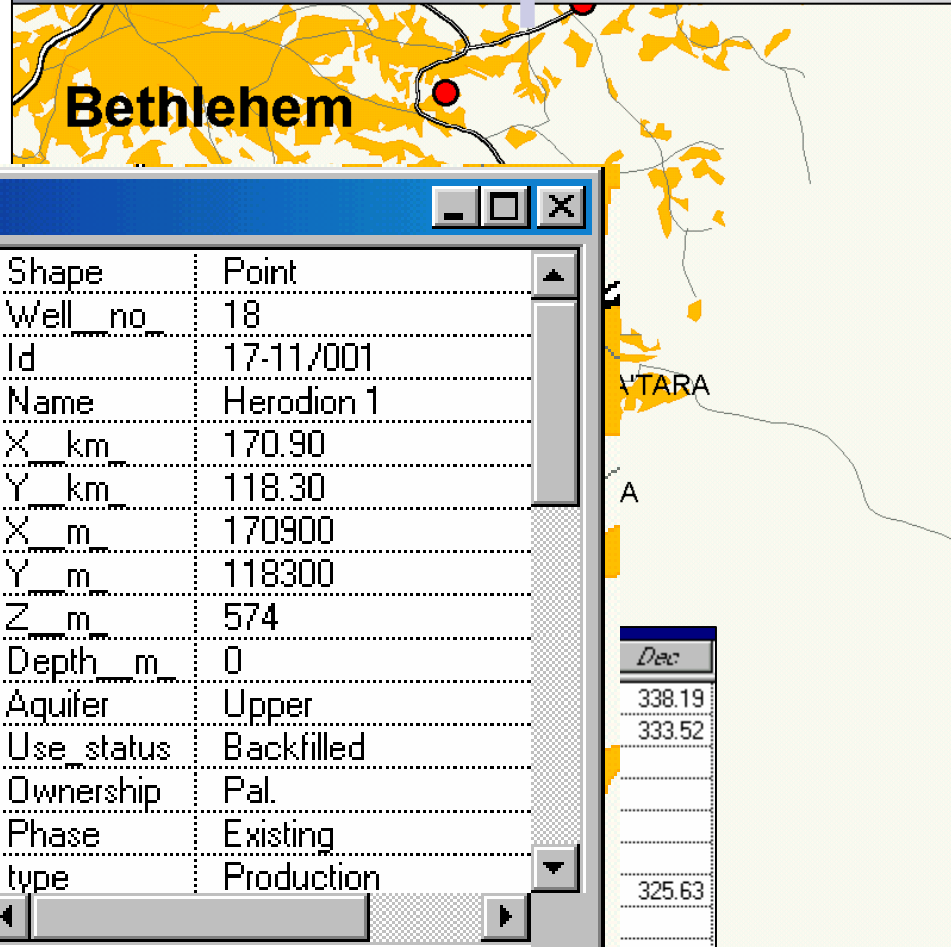 Bethlehem
Shape Point
Well__no_ 18
Id 17-11/001
Name Herodion 1
X__km_ 170.90
Y__km_ 118.30
X__m_ 170900
Y__m_ 118300
Z__m_ 574
Depth__m_ 0
Aquifer Upper
Use_status Backfilled
Ownership Pal.
Phase Existing
type Production
'TARA
A
Dec
338.19
333.52
325.63